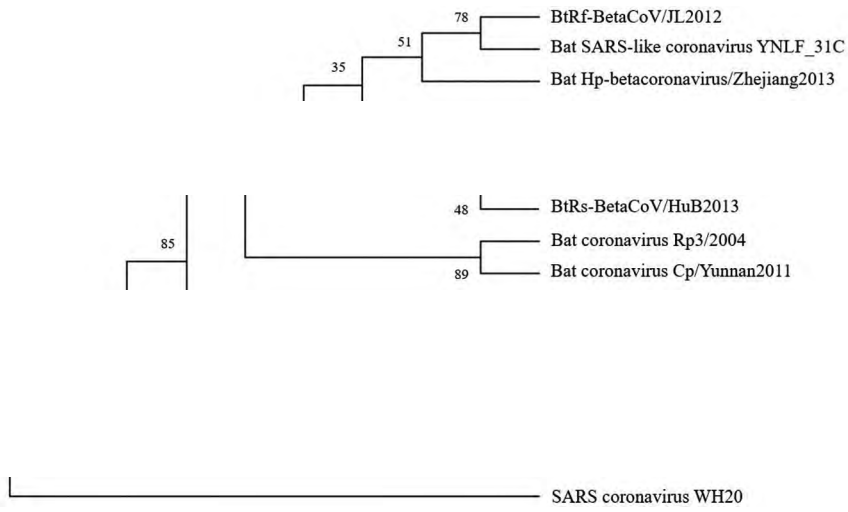 78
BtRf-BetaCoV/JL2012
51
Bat SARS-like coronavirus YNLF_31C
35
Bat Hp-betacoronavirus/Zhejiang2013
48
BtRs-BetaCoV/HuB2013
85
Bat coronavirus Rp3/2004
89
Bat coronavirus Cp/Yunnan2011
SARS coronavirus WH20